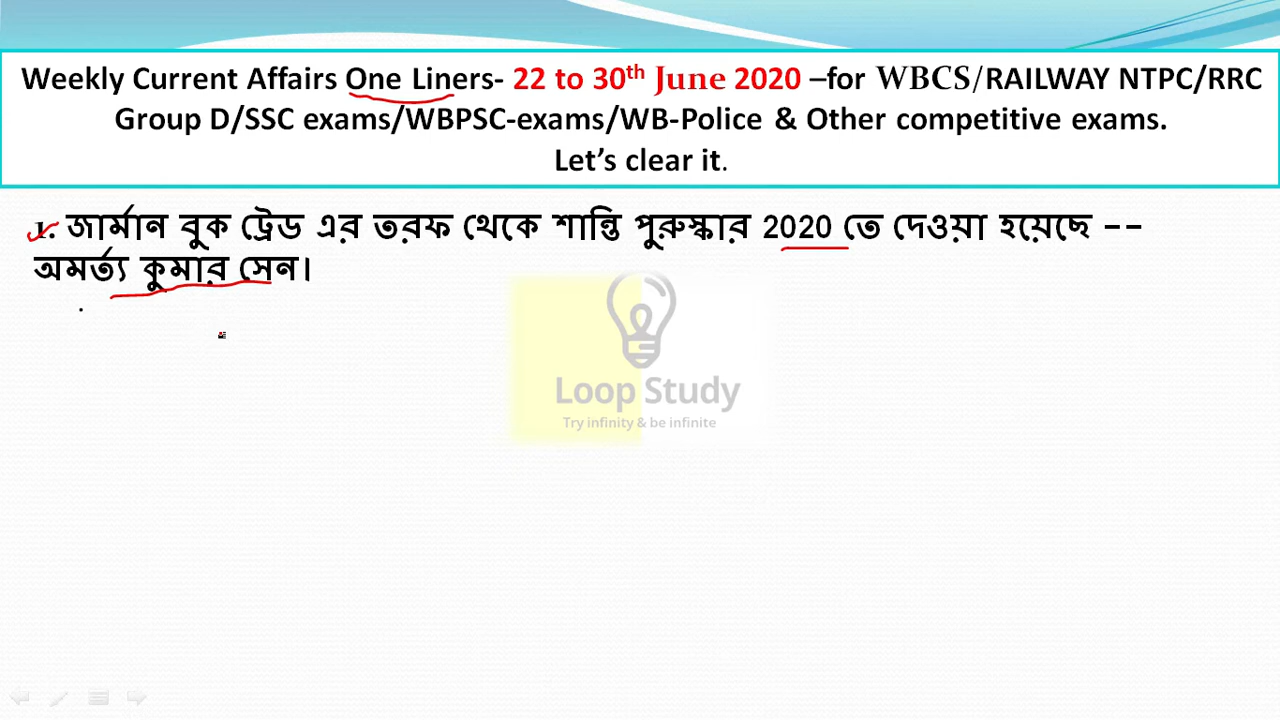 Weekly Current Affairs One Liners- 22 to 30th June 2020 –for WBCS/RAILWAY NTPC/RRC
Group D/SSC exams/WBPSC-exams/WB-Police & Other competitive exams.
Let's clear it.
1. জার্মান বুক ট্রেড এর তরফ থেকে শান্তি পুরুস্কার 2020 তে দেওয়া হয়েছে --
অমর্ত্য কুমার সেন।
Loop Study
Try infinity & be infinite